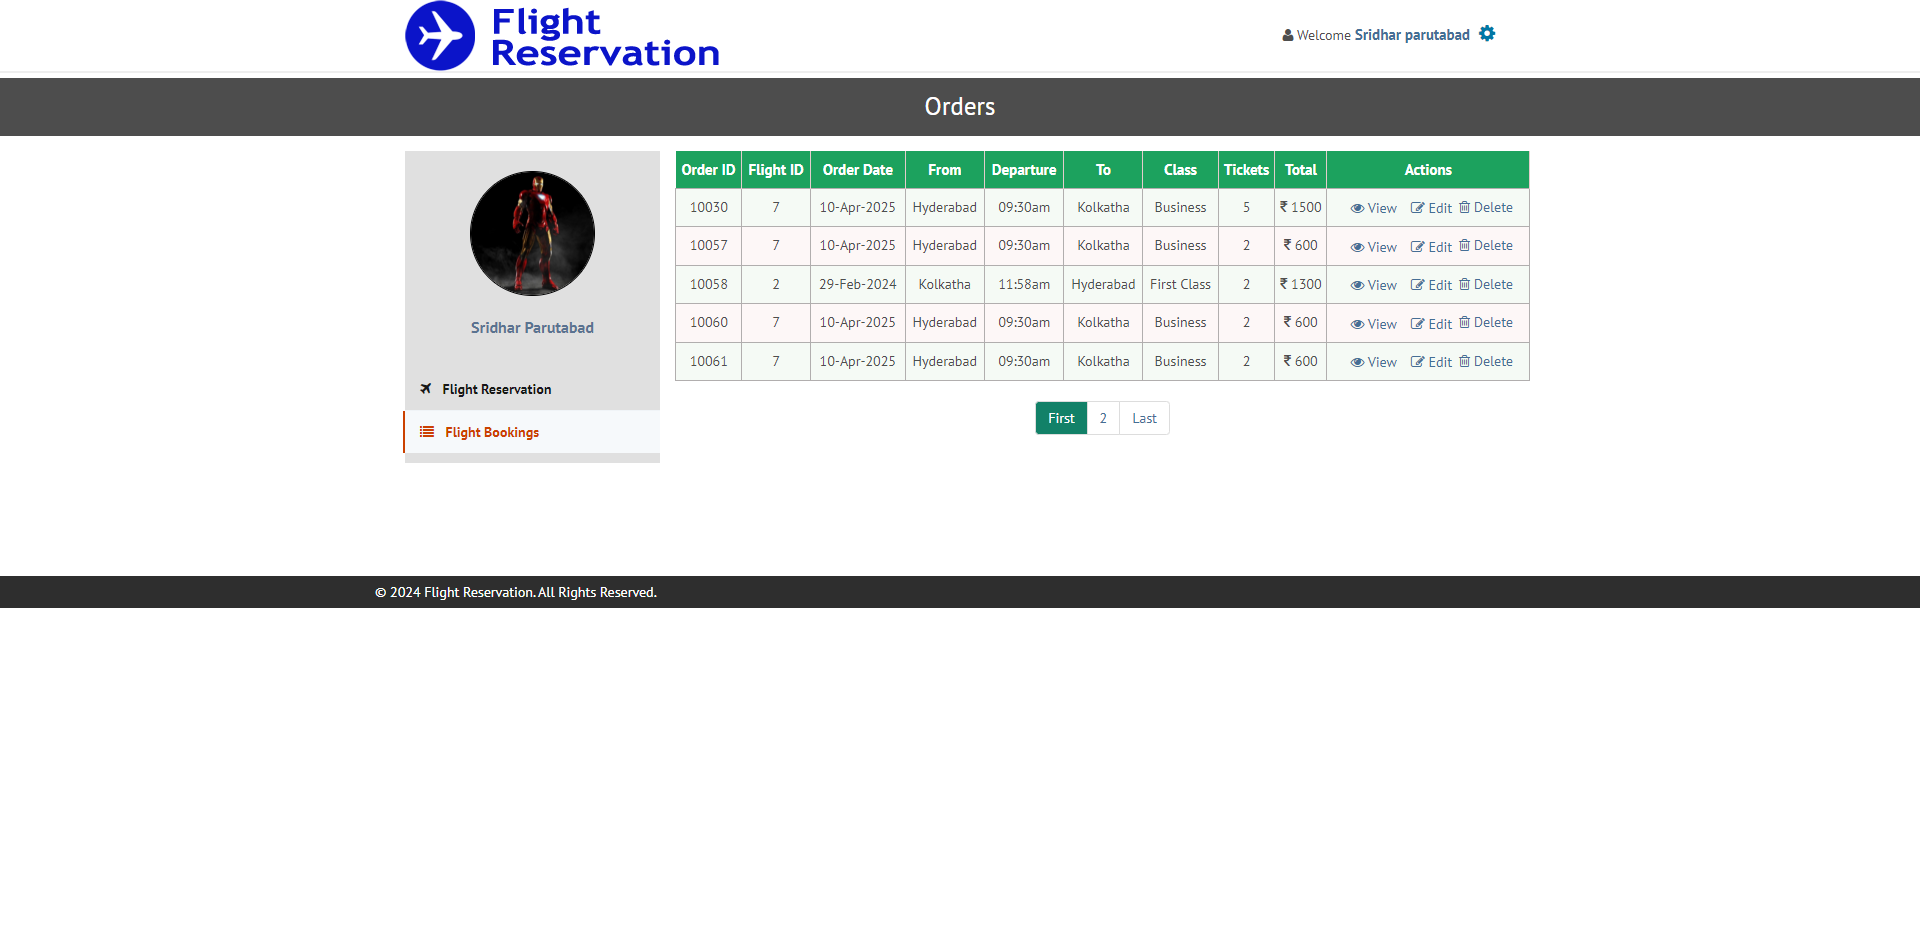 Flight
Reservation
Welcome Sridhar parutabad
Orders
Sridhar Parutabad
Flight Reservation
Flight Bookings
Order ID Flight ID Order Date From Departure To Class Tickets Total Actions
10030 7 10-Apr-2025 Hyderabad 09:30am Kolkatha Business 5 ₹ 1500 View Edit Delete
10057 7 10-Apr-2025 Hyderabad 09:30am Kolkatha Business 2 ₹ 600 View Edit Delete
10058 2 29-Feb-2024 Kolkatha 11:58am Hyderabad First Class 2 ₹ 1300 View Edit Delete
10060 7 10-Apr-2025 Hyderabad 09:30am Kolkatha Business 2 ₹ 600 View Edit Delete
10061 7 10-Apr-2025 Hyderabad 09:30am Kolkatha Business 2 ₹ 600 View Edit Delete
First 2 Last
© 2024 Flight Reservation. All Rights Reserved.